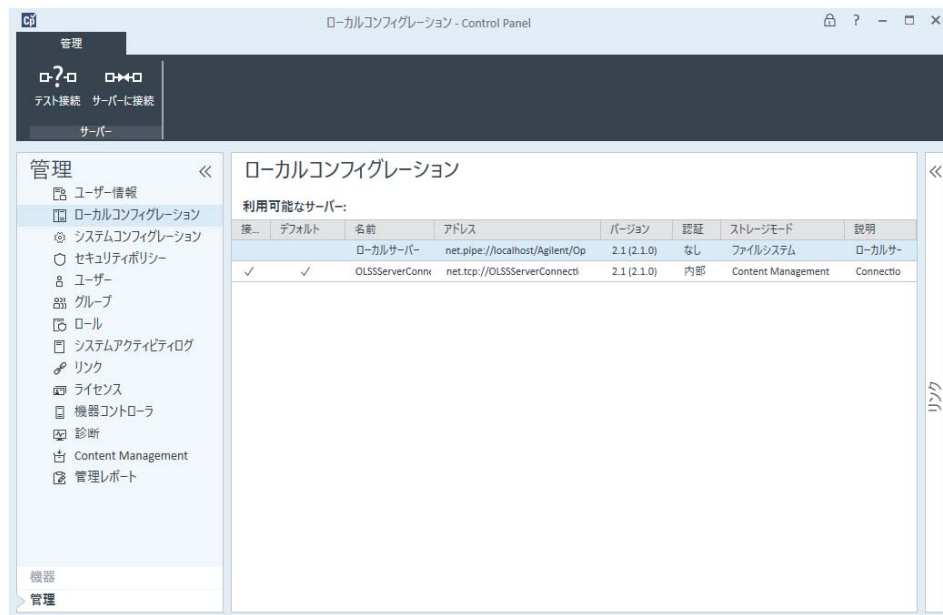 ローカルコンフィグレーション - Control Panel
管理
テスト接続 サーバーに接続
サーバー
管理
ユーザー情報
ローカルコンフィグレーション
システムコンフィグレーション
セキュリティポリシー
ユーザー
グループ
ロール
システムアクティビティログ
リンク
ライセンス
機器コントローラ
診断
Content Management
管理レポート
機器
管理
ローカルコンフィグレーション
利用可能なサーバー:
接... デフォルト 名前 アドレス バージョン 認証 ストレージモード 説明
ローカルサーバー net.pipe://localhost/Agilent/Op 2.1 (2.1.0) なし ファイルシステム ローカルサー
✓ ✓ OLSSServerConne net.tcp://OLSSServerConnecti 2.1 (2.1.0) 内部 Content Management Connectio
リンク